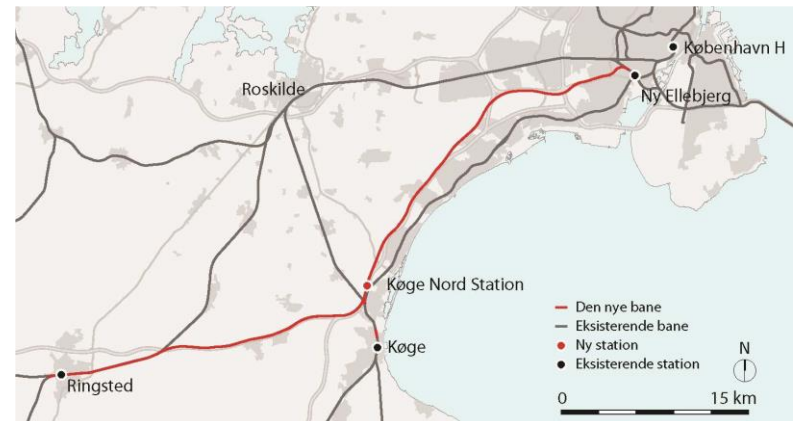 København H
Roskilde
Ny Ellebjerg
Køge Nord Station
Køge
Ringsted
Den nye bane
Eksisterende bane
Ny station
Eksisterende station
N
0 15 km